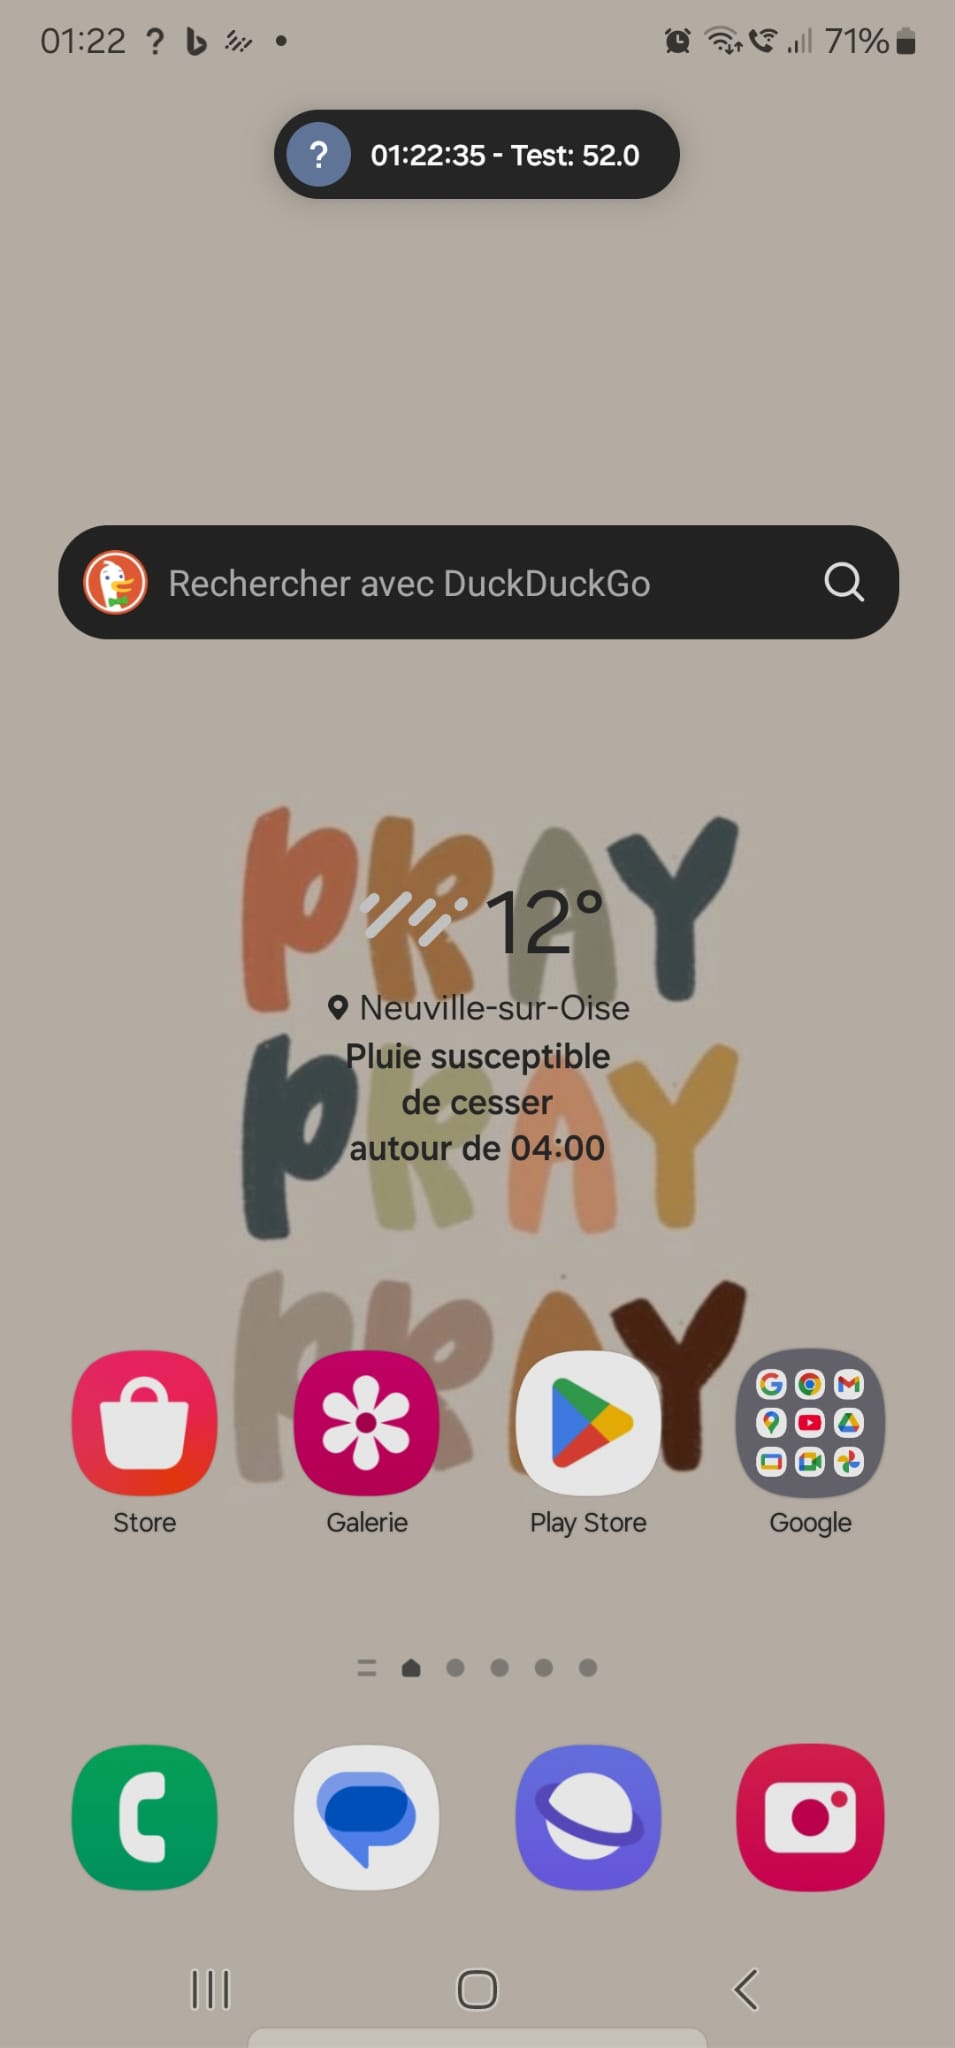 01:22 ? 71%
? 01:22:35 - Test: 52.0
Rechercher avec DuckDuckGo
PRAY
12°
Neuville-sur-Oise
PRAY
Pluie susceptible
de cesser
autour de 04:00
PRAY
Store Galerie Play Store Google